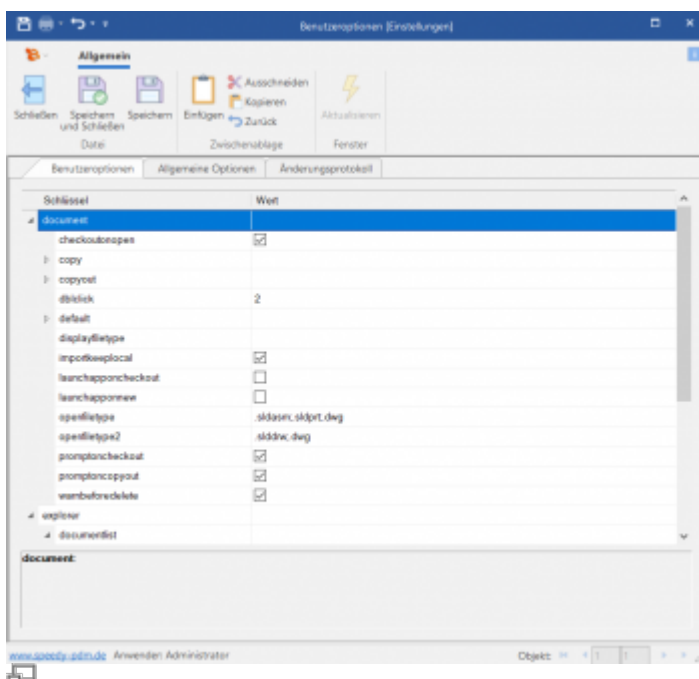 Benutzeroptionen [Einstellungen]
Allgemein
Schließen
Speichern und Schließen
Speichern
Einfügen
Ausschneiden
Kopieren
Zurück
Aktualisieren
Datei
Zwischenablage
Fenster
Benutzeroptionen Allgemeine Optionen Änderungsprotokoll
Schlüssel Wert
document
checkoutonopen
copy
copyout
dblclick 2
default
displayfiletype
importkeeplocal
launchapponcheckout
launchapponnew
openfiletype .sldasm;.sldprt;.dwg
openfiletype2 .slddrw;.dwg
promptoncheckout
promptoncopyout
warnbeforedelete
explorer
documentlist
document:
www.speedy-pdm.de Anwender: Administrator Objekt: 1 1